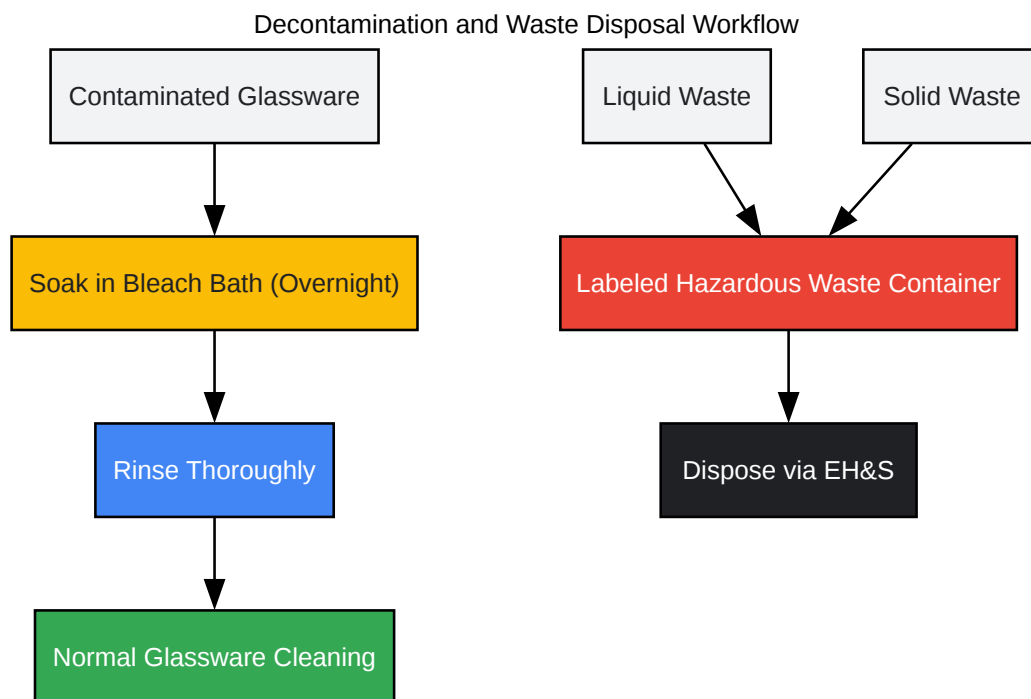 Decontamination and Waste Disposal Workflow
Contaminated Glassware
Liquid Waste
Solid Waste
Soak in Bleach Bath (Overnight)
Labeled Hazardous Waste Container
Rinse Thoroughly
Dispose via EH&S
Normal Glassware Cleaning